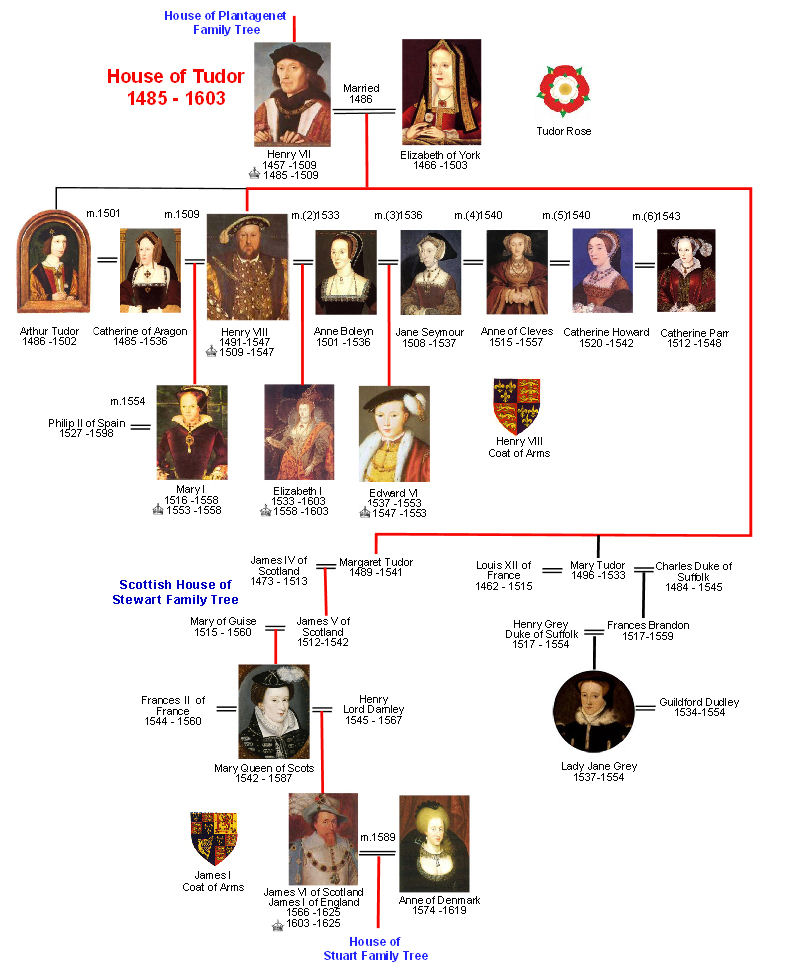 House of Plantagenet
Family Tree
House of Tudor
1485 - 1603
Married
1486
Tudor Rose
Henry VII
1457 -1509
1485 -1509
Elizabeth of York
1466 -1503
m.1501
m.1509
m.(2)1533
m.(3)1536
m.(4)1540
m.(5)1540
m.(6)1543
Arthur Tudor
1486 -1502
Catherine of Aragon
1485 -1536
Henry VIII
1491-1547
1509 -1547
Anne Boleyn
1501 -1536
Jane Seymour
1508 -1537
Anne of Cleves
1515 -1557
Catherine Howard
1520 -1542
Catherine Parr
1512 -1548
m.1554
Philip II of Spain
1527 -1598
Mary I
1516 -1558
1553 -1558
Elizabeth I
1533 -1603
1558 -1603
Edward VI
1537 -1553
1547 -1553
Henry VIII
Coat of Arms
James IV of
Scotland
1473 - 1513
Margaret Tudor
1489 -1541
Louis XII of
France
1462 - 1515
Mary Tudor
1496 -1533
Charles Duke of
Suffolk
1484 - 1545
Scottish House of
Stewart Family Tree
Mary of Guise
1515 - 1560
James V of
Scotland
1512-1542
Henry Grey
Duke of Suffolk
1517 - 1554
Frances Brandon
1517-1559
Frances II of
France
1544 - 1560
Henry
Lord Darnley
1545 - 1567
Mary Queen of Scots
1542 - 1587
Guildford Dudley
1534-1554
Lady Jane Grey
1537-1554
m.1589
James I
Coat of Arms
James VI of Scotland
James I of England
1566 -1625
1603 -1625
Anne of Denmark
1574 -1619
House of
Stuart Family Tree